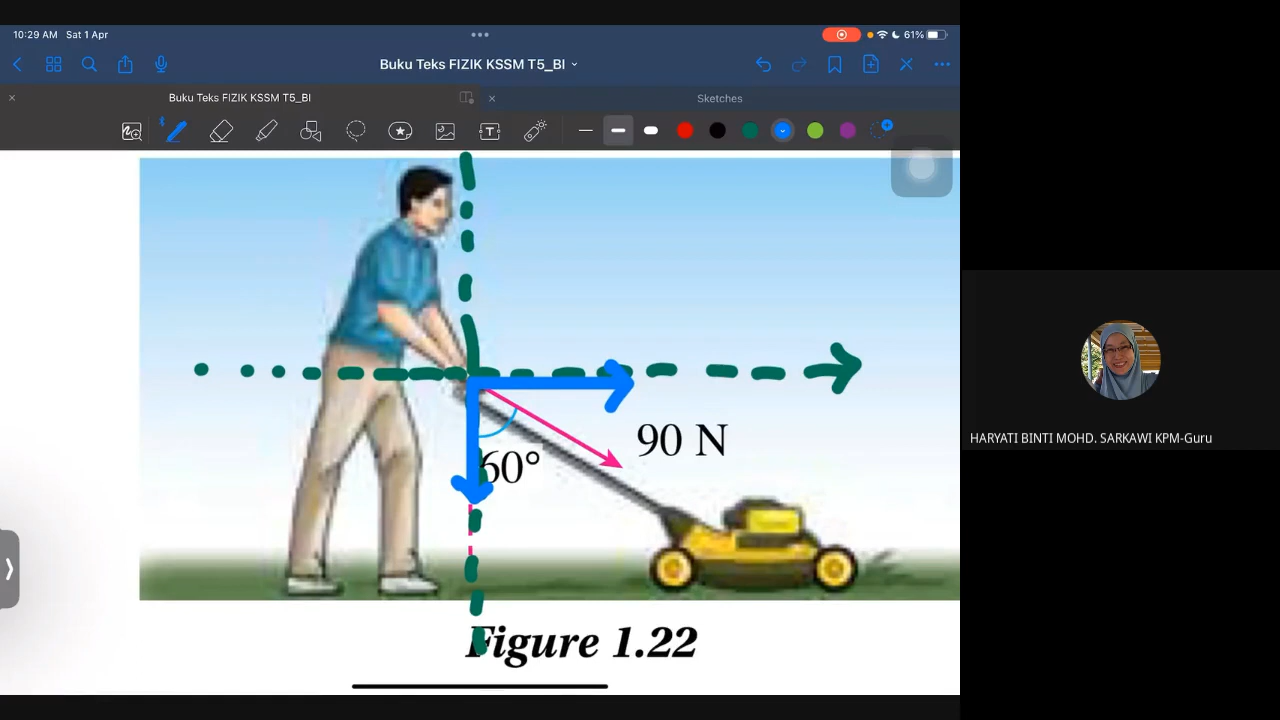 10:29 AM Sat 1 Apr
61%
Buku Teks FIZIK KSSM T5_BI
Buku Teks FIZIK KSSM T5_BI
Sketches
90 N
60°
HARYATI BINTI MOHD. SARKAWI KPM-Guru
Figure 1.22